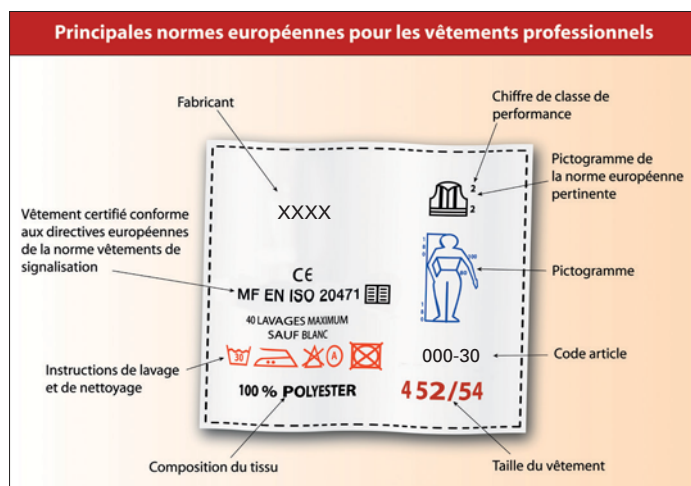 Principales normes européennes pour les vêtements professionnels
Fabricant
Chiffre de classe de
performance
Pictogramme de
la norme européenne
pertinente
XXXX
2
2
Vêtement certifié conforme
aux directives européennes
de la norme vêtements de
signalisation
CE
MF EN ISO 20471
Pictogramme
40 LAVAGES MAXIMUM
SAUF BLANC
30
A
000-30
Code article
Instructions de lavage
et de nettoyage
100 % POLYESTER
4 52/54
Composition du tissu
Taille du vêtement